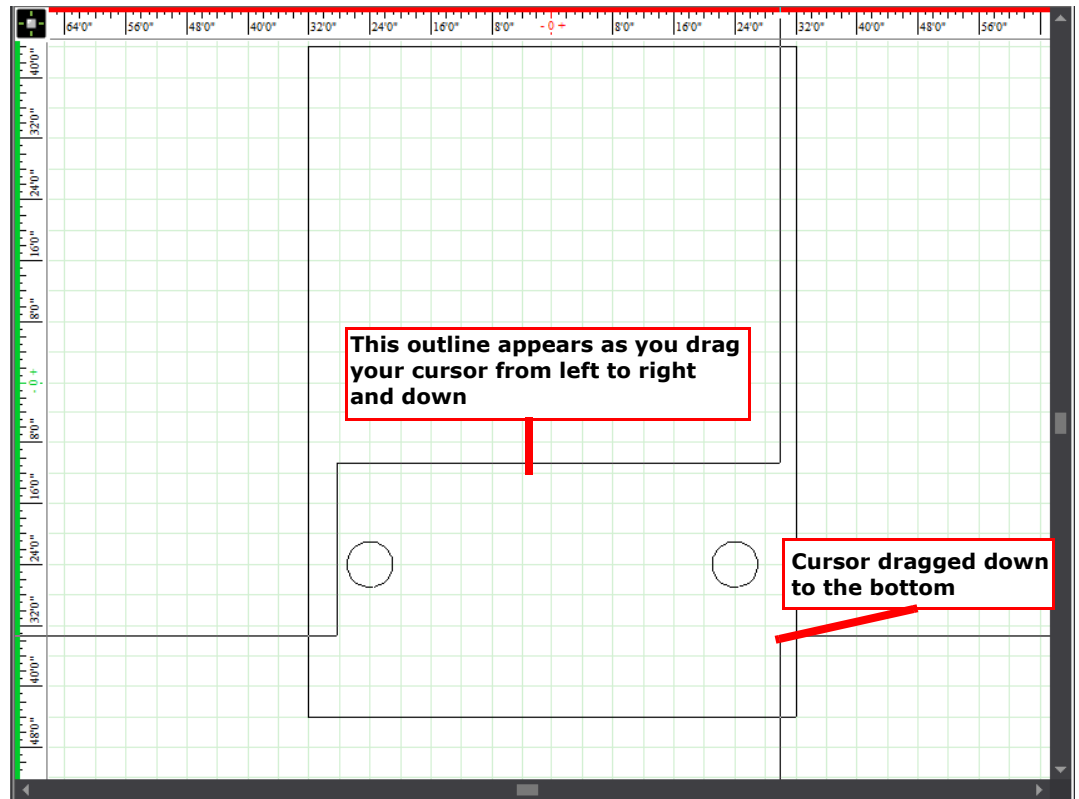 64'0" 56'0" 48'0" 40'0" 32'0" 24'0" 16'0" 8'0" - 0 + 8'0" 16'0" 24'0" 32'0" 40'0" 48'0" 56'0"
40'0"
32'0"
24'0"
16'0"
8'0"
This outline appears as you drag
your cursor from left to right
and down
- 0 +
8'0"
16'0"
24'0"
Cursor dragged down
to the bottom
32'0"
40'0"
48'0"